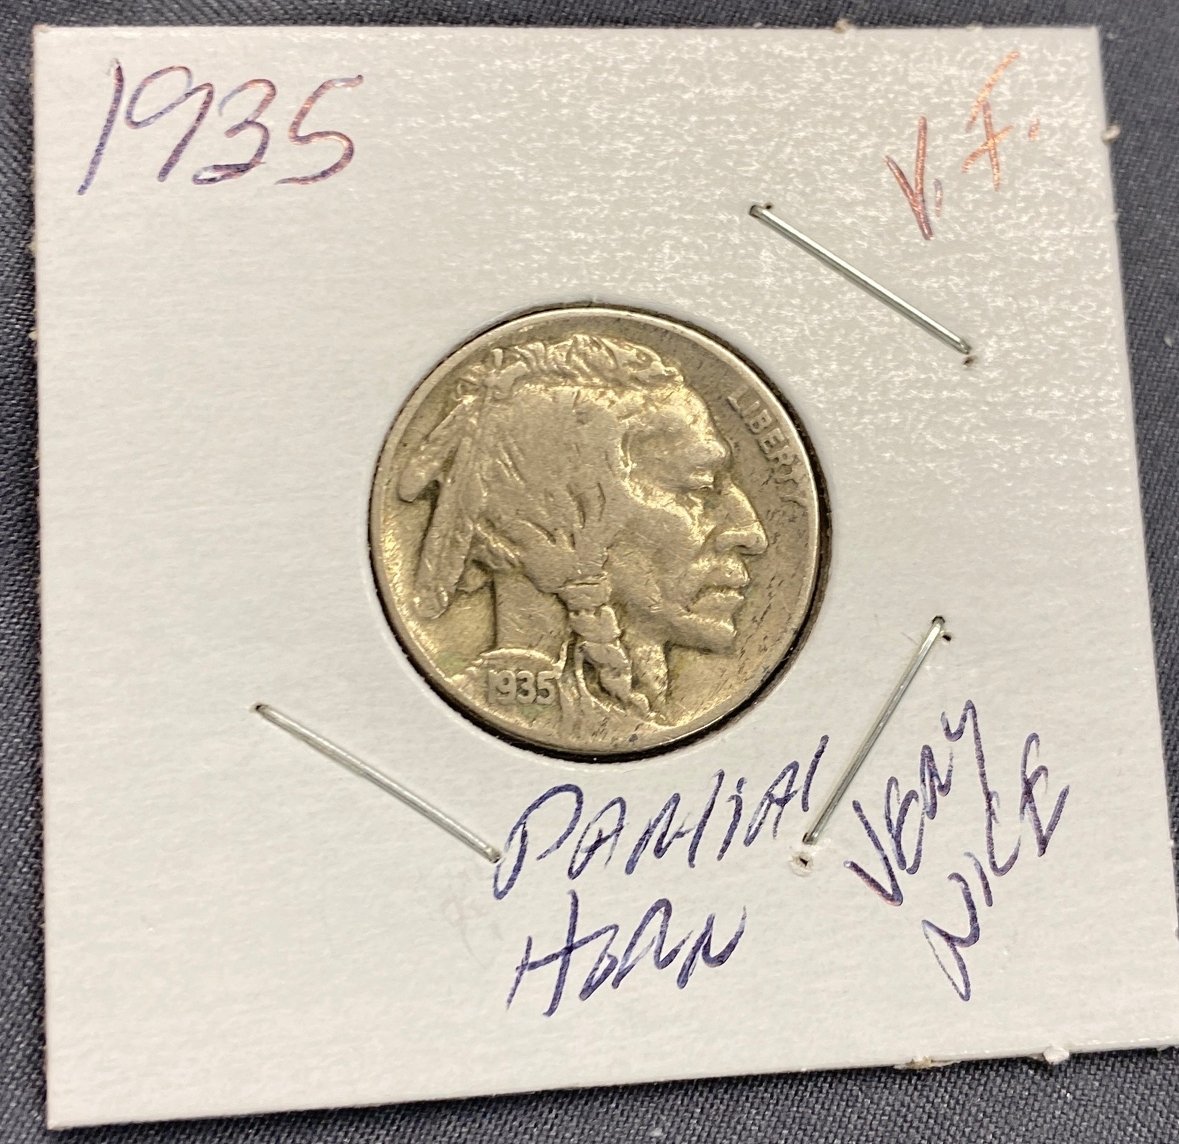 1935
V. F.
LIBERTY
1935
PARTIAL
HORN
VERY
NICE